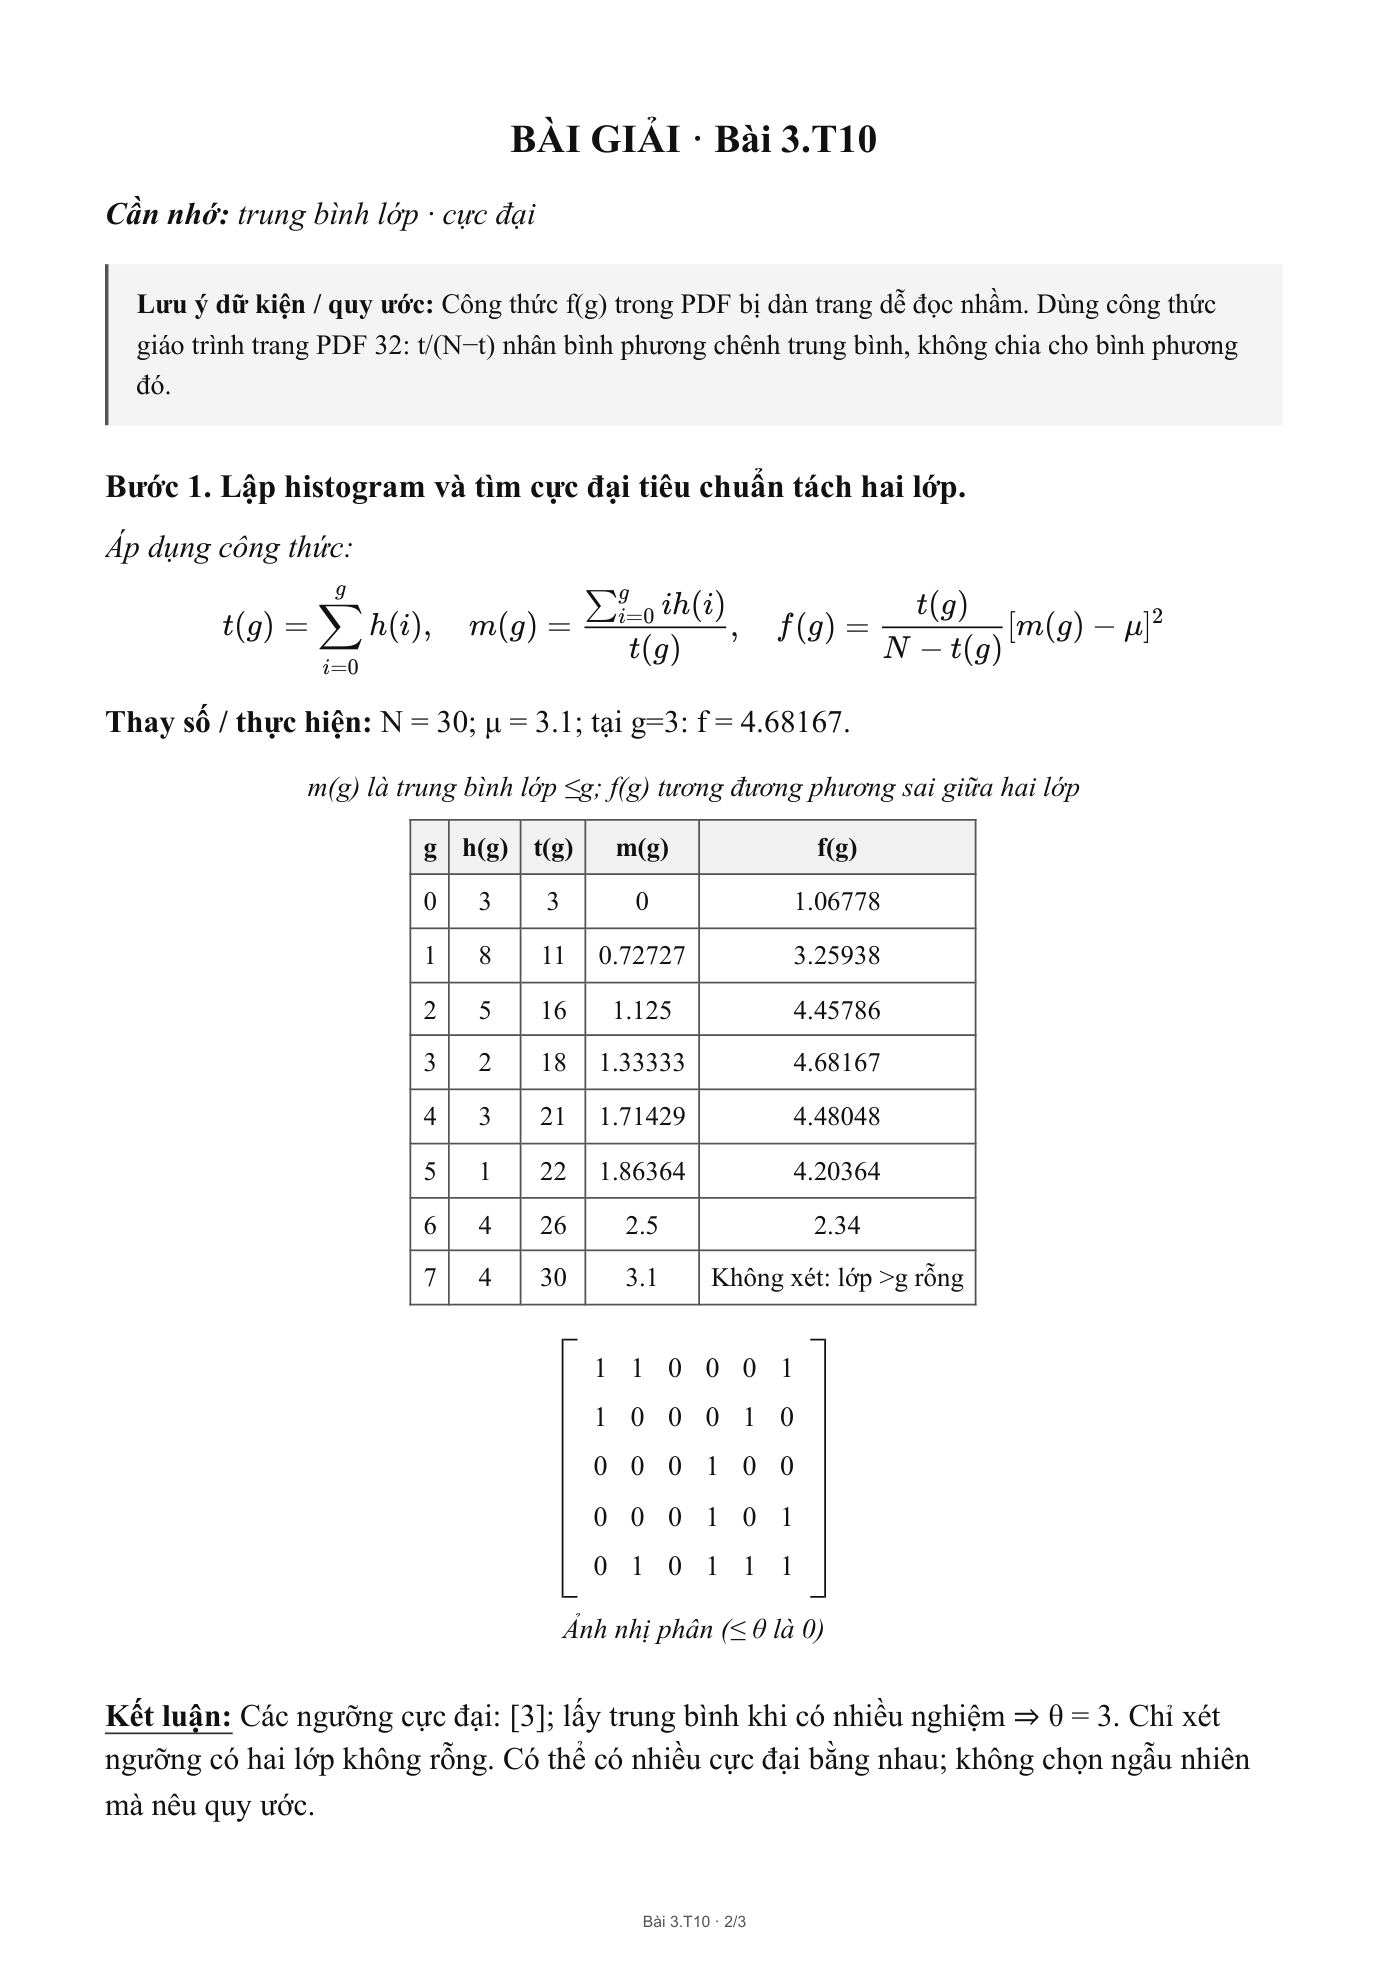 BÀI GIẢI · Bài 3.T10
Cần nhớ: trung bình lớp · cực đại
Lưu ý dữ kiện / quy ước: Công thức f(g) trong PDF bị dàn trang dễ đọc nhầm. Dùng công thức
giáo trình trang PDF 32: t/(N−t) nhân bình phương chênh trung bình, không chia cho bình phương
đó.
Bước 1. Lập histogram và tìm cực đại tiêu chuẩn tách hai lớp.
Áp dụng công thức:
t(g) = \sum_{i=0}^{g} h(i), m(g) = \frac{\sum_{i=0}^{g} ih(i)}{t(g)}, f(g) = \frac{t(g)}{N − t(g)}[m(g) − μ]^2
Thay số / thực hiện: N = 30; μ = 3.1; tại g=3: f = 4.68167.
m(g) là trung bình lớp ≤g; f(g) tương đương phương sai giữa hai lớp
g h(g) t(g) m(g) f(g)
0 3 3 0 1.06778
1 8 11 0.72727 3.25938
2 5 16 1.125 4.45786
3 2 18 1.33333 4.68167
4 3 21 1.71429 4.48048
5 1 22 1.86364 4.20364
6 4 26 2.5 2.34
7 4 30 3.1 Không xét: lớp >g rỗng
1 1 0 0 0 1
1 0 0 0 1 0
0 0 0 1 0 0
0 0 0 1 0 1
0 1 0 1 1 1
Ảnh nhị phân (≤ θ là 0)
Kết luận: Các ngưỡng cực đại: [3]; lấy trung bình khi có nhiều nghiệm ⇒ θ = 3. Chỉ xét
ngưỡng có hai lớp không rỗng. Có thể có nhiều cực đại bằng nhau; không chọn ngẫu nhiên
mà nêu quy ước.
Bài 3.T10 · 2/3